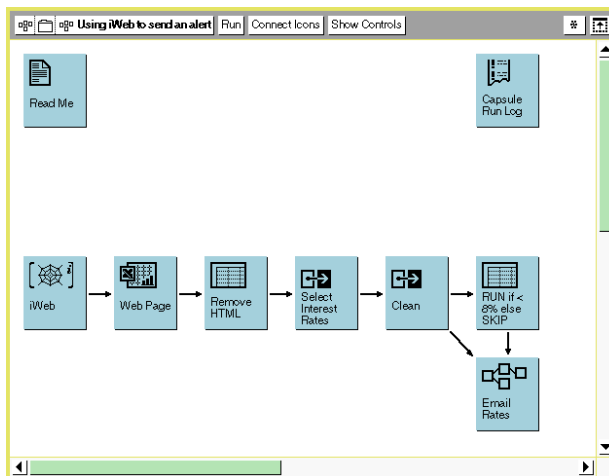 Using iWeb to send an alert Run Connect Icons Show Controls *
Read Me
Capsule
Run Log
iWeb
Web Page
Remove
HTML
Select
Interest
Rates
Clean
RUN if <
8% else
SKIP
Email
Rates